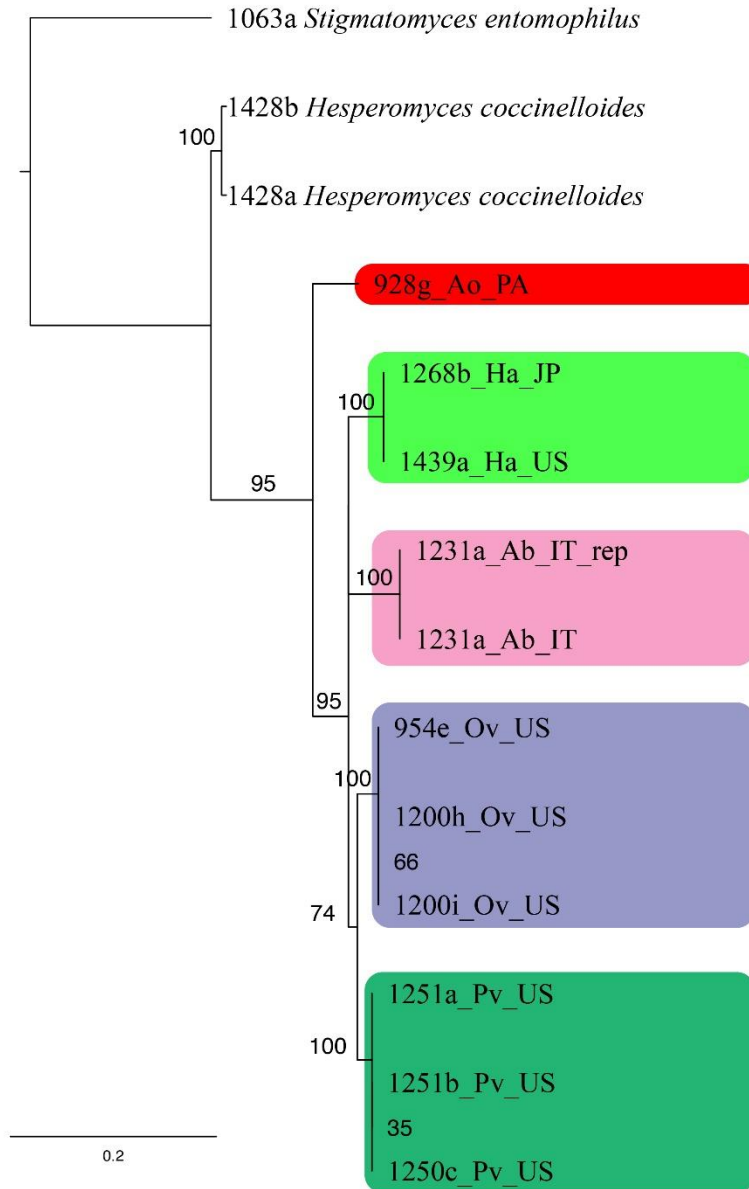 1063a Stigmatomyces entomophilus
1428b Hesperomyces coccinelloides
100
1428a Hesperomyces coccinelloides
928g_Ao_PA
1268b_Ha_JP
100
1439a_Ha_US
95
1231a_Ab_IT_rep
100
1231a_Ab_IT
95
954e_Ov_US
100
1200h_Ov_US
66
1200i_Ov_US
74
1251a_Pv_US
100
1251b_Pv_US
35
0.2
1250c_Pv_US